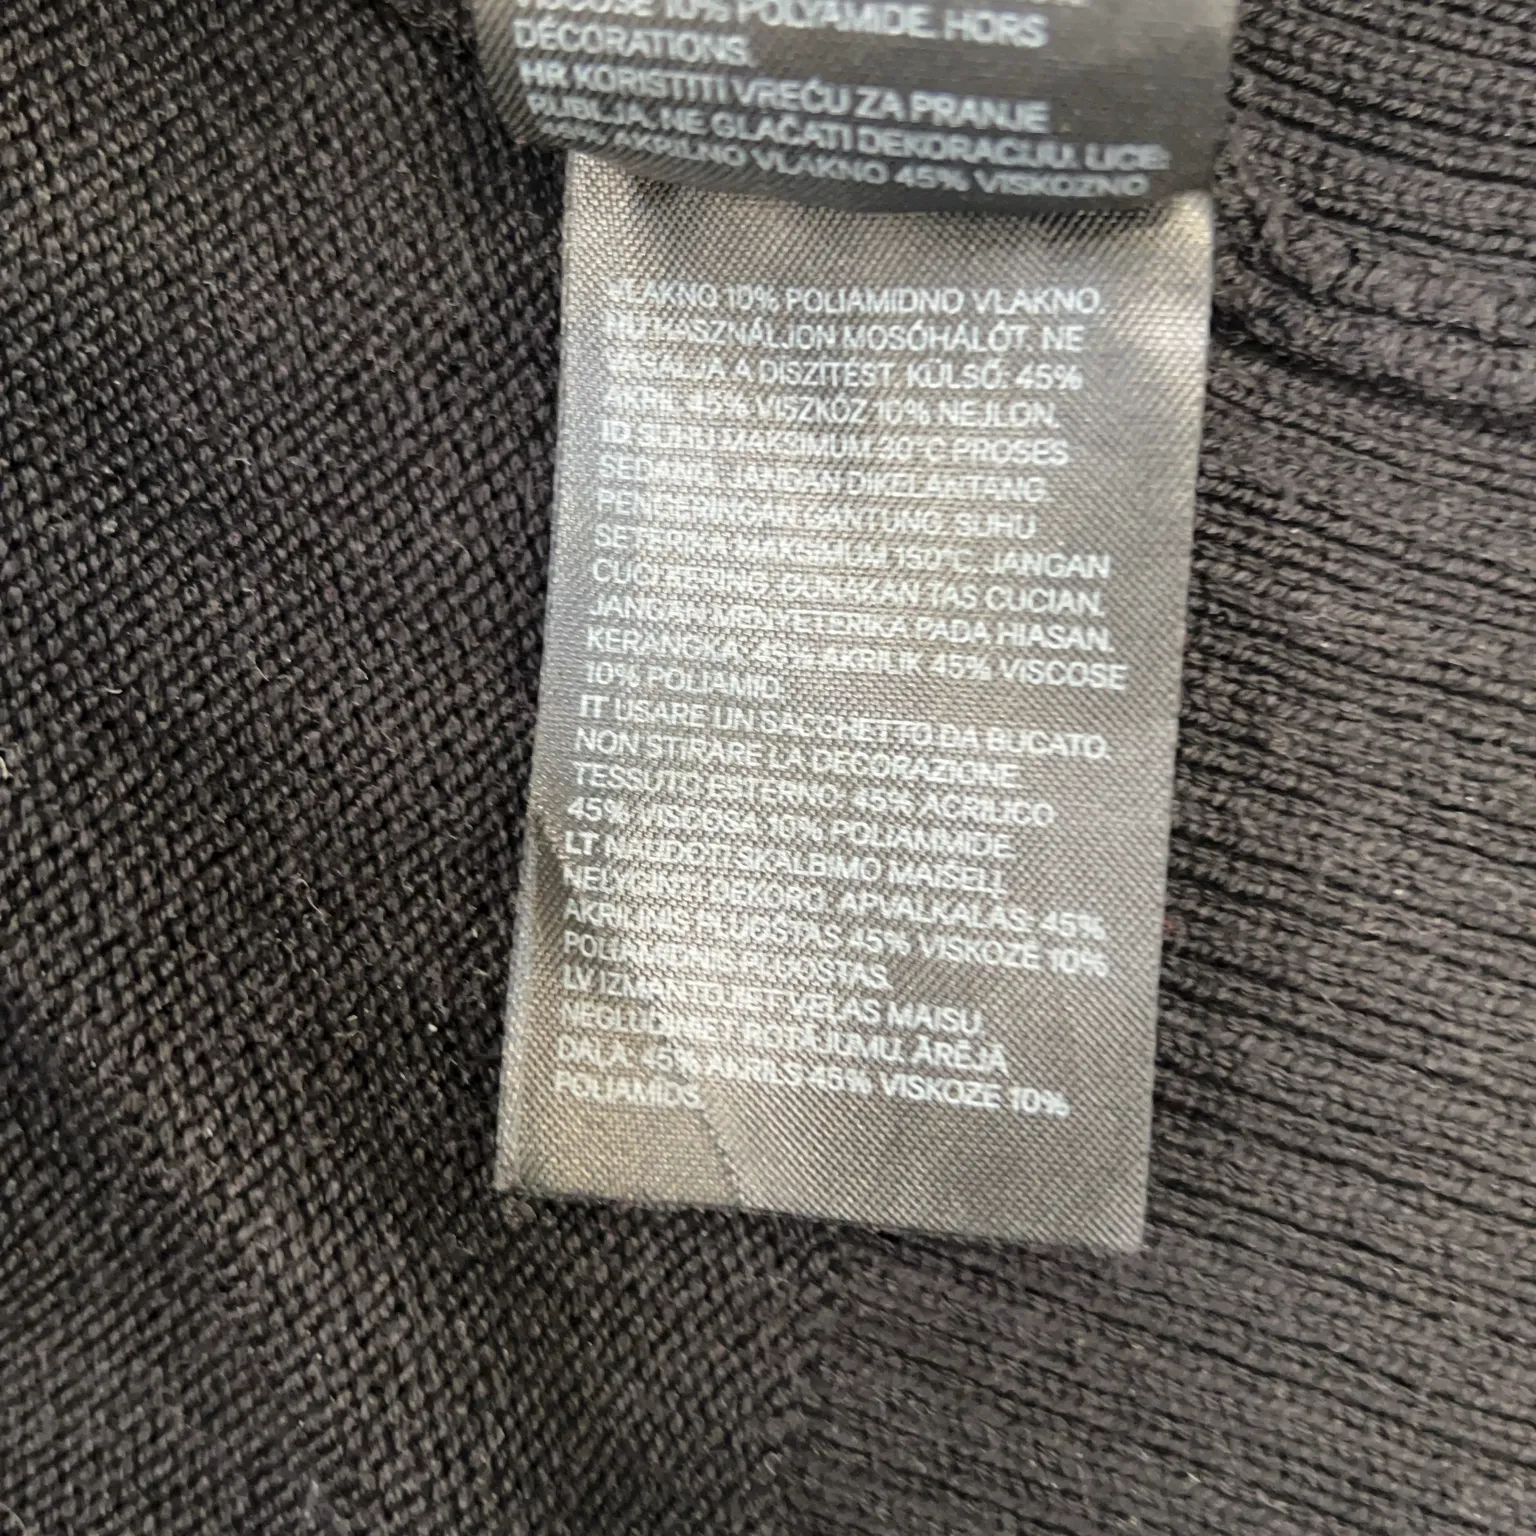 VISCOSE 10% POLYAMIDE. HORS
DÉCORATIONS.
HR KORISTITI VREĆU ZA PRANJE
RUBLJA, NE GLAČATI DEKORACIJU. LICE:
45% AKRILNO VLAKNO 45% VISKOZNO
VLAKNO 10% POLIAMIDNO VLAKNO.
HU HASZNÁLJON MOSÓHÁLÓT. NE
VASALJA A DÍSZÍTÉST. KÜLSŐ: 45%
AKRIL 45% VISZKÓZ 10% NEJLON.
ID SUHU MAKSIMUM 30°C PROSES
SEDANG. JANGAN DIKELANTANG.
PENGERINGAN GANTUNG. SUHU
SETERIKA MAKSIMUM 150°C. JANGAN
CUCI KERING. GUNAKAN TAS CUCIAN.
JANGAN MENYETERIKA PADA HIASAN.
KERANGKA: 45% AKRILIK 45% VISCOSE
10% POLIAMID.
IT USARE UN SACCHETTO DA BUCATO.
NON STIRARE LA DECORAZIONE.
TESSUTO ESTERNO: 45% ACRILICO
45% VISCOSA 10% POLIAMMIDE.
LT NAUDOTI SKALBIMO MAIŠELĮ.
NELYGINTI DEKORO. APVALKALAS: 45%
AKRILINIS PLUOŠTAS 45% VISKOZĖ 10%
POLIAMIDINIS PLUOŠTAS.
LV IZMANTOJIET VEĻAS MAISU.
NEGLUDINIET ROTĀJUMU. ĀRĒJĀ
DAĻA: 45% AKRILS 45% VISKOZE 10%
POLIAMĪDS.